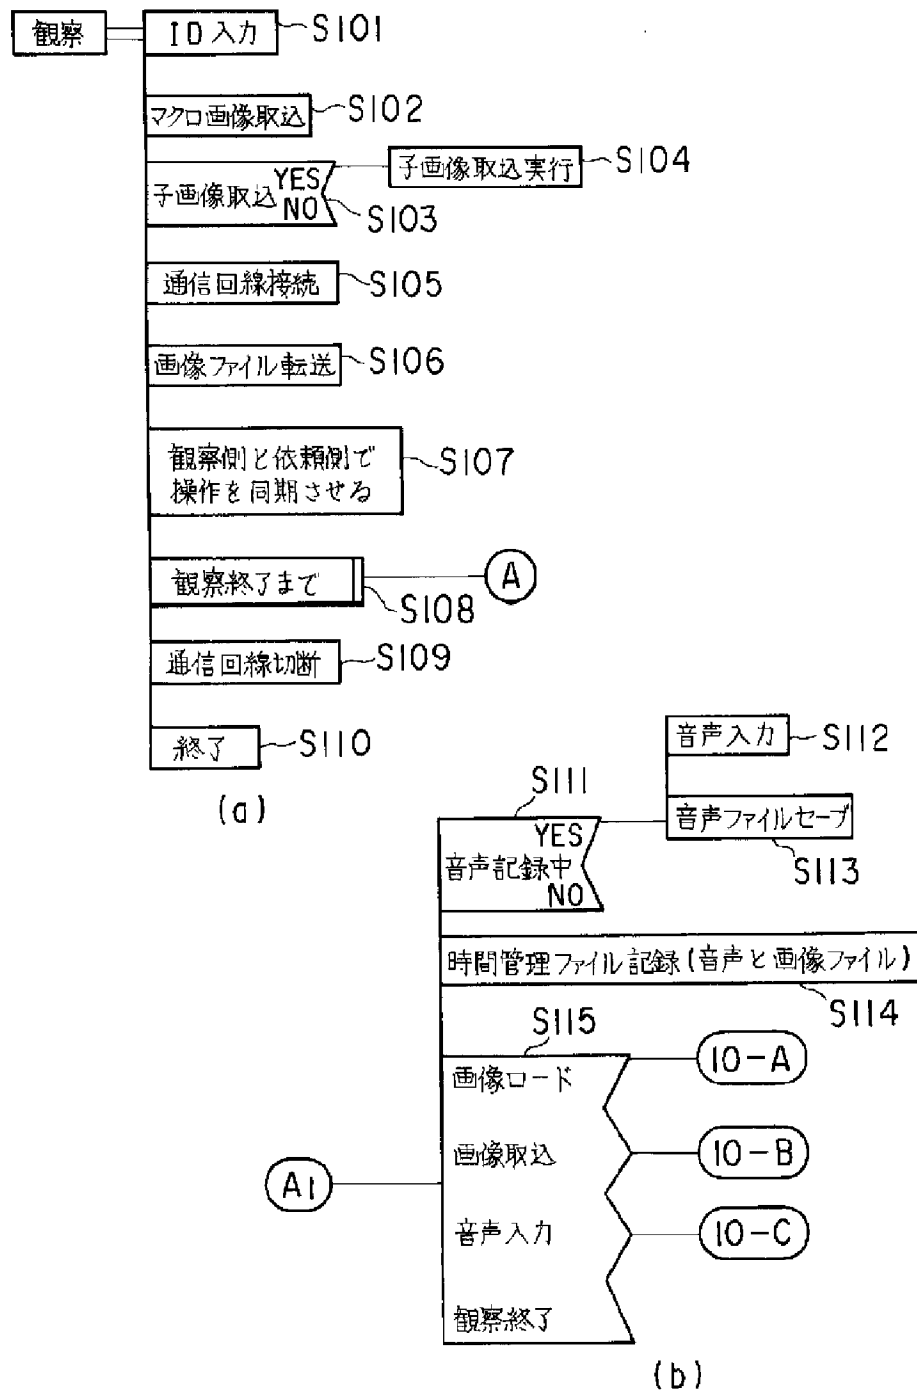 観察
ID入力
S101
マクロ画像取込
S102
子画像取込
YES
NO
S103
子画像取込実行
S104
通信回線接続
S105
画像ファイル転送
S106
観察側と依頼側で
操作を同期させる
S107
観察終了まで
S108
A
通信回線切断
S109
終了
S110
(a)
S111
YES
音声記録中
NO
音声入力
S112
音声ファイルセーブ
S113
時間管理ファイル記録(音声と画像ファイル)
S114
S115
画像ロード
10-A
画像取込
10-B
A1
音声入力
10-C
観察終了
(b)